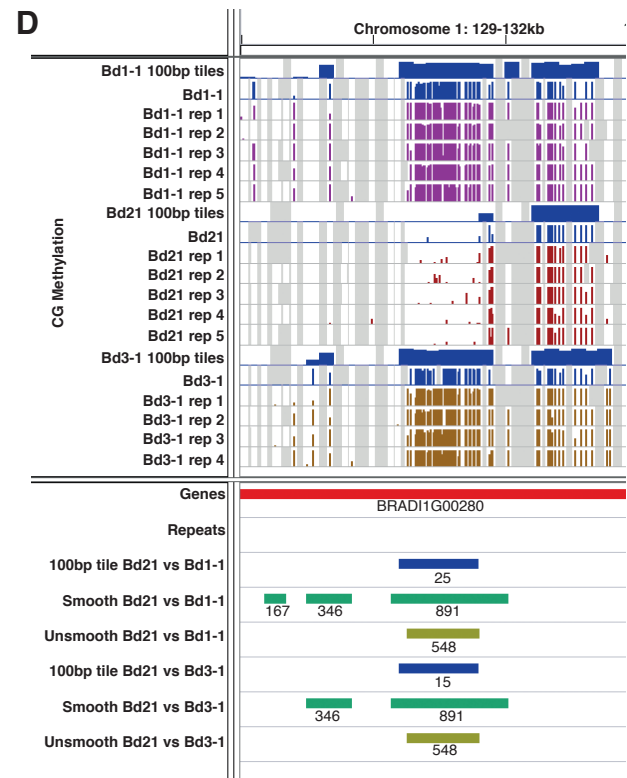 D
Chromosome 1: 129-132kb
1
CG Methylation
Bd1-1 100bp tiles
Bd1-1
Bd1-1 rep 1
Bd1-1 rep 2
Bd1-1 rep 3
Bd1-1 rep 4
Bd1-1 rep 5
Bd21 100bp tiles
Bd21
Bd21 rep 1
Bd21 rep 2
Bd21 rep 3
Bd21 rep 4
Bd21 rep 5
Bd3-1 100bp tiles
Bd3-1
Bd3-1 rep 1
Bd3-1 rep 2
Bd3-1 rep 3
Bd3-1 rep 4
Genes
BRADI1G00280
Repeats
100bp tile Bd21 vs Bd1-1
25
Smooth Bd21 vs Bd1-1
167 346 891
Unsmooth Bd21 vs Bd1-1
548
100bp tile Bd21 vs Bd3-1
15
Smooth Bd21 vs Bd3-1
346 891
Unsmooth Bd21 vs Bd3-1
548